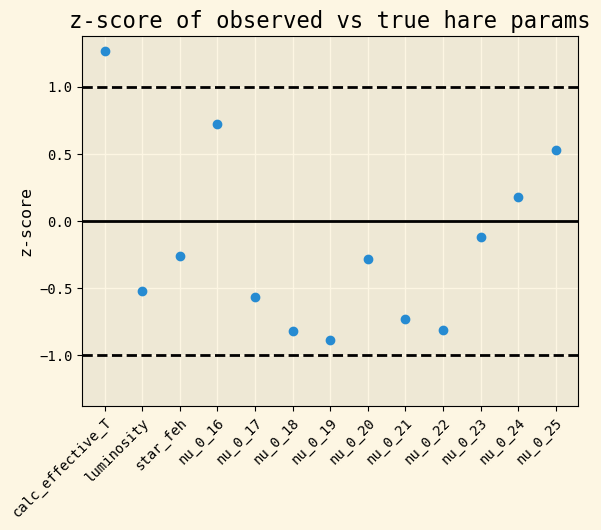 z-score of observed vs true hare params
z-score
1.0
0.5
0.0
−0.5
−1.0
calc_effective_T
luminosity
star_feh
nu_0_16
nu_0_17
nu_0_18
nu_0_19
nu_0_20
nu_0_21
nu_0_22
nu_0_23
nu_0_24
nu_0_25